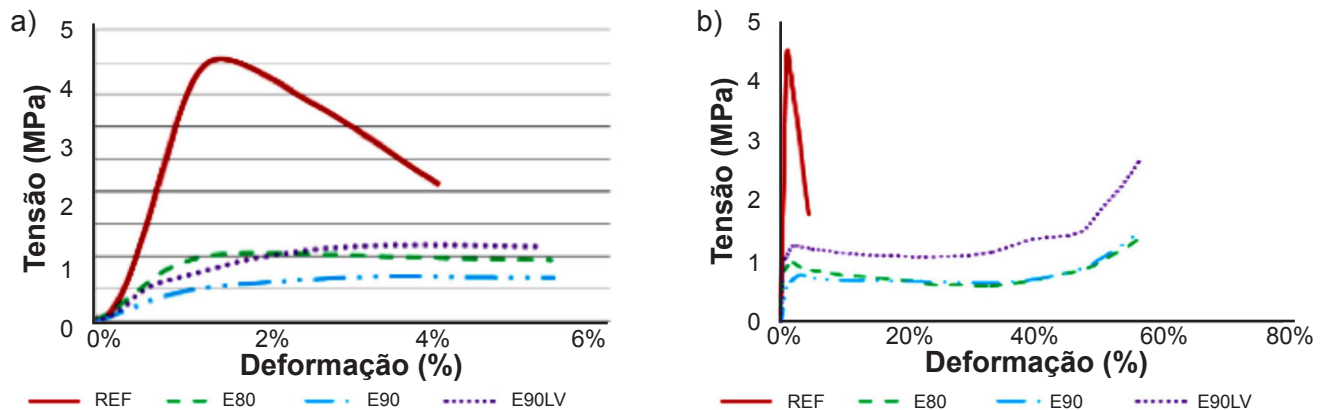 a)
Tensão (MPa)
5
4
3
2
1
0
0% 2% 4% 6%
Deformação (%)
REF E80 E90 E90LV
b)
Tensão (MPa)
5
4
3
2
1
0
0% 20% 40% 60% 80%
Deformação (%)
REF E80 E90 E90LV